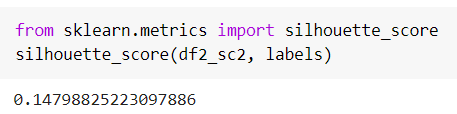 from sklearn.metrics import silhouette_score
silhouette_score(df2_sc2, labels)
0.14798825223097886